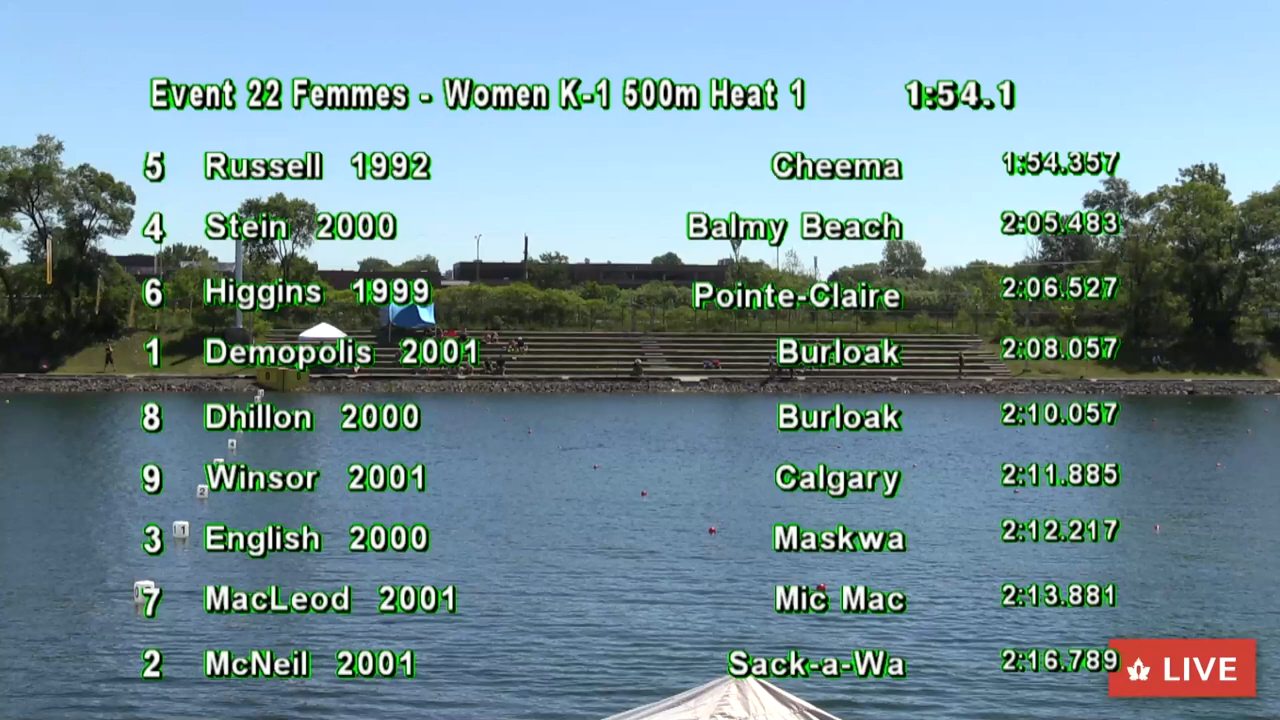 Event 22 Femmes - Women K-1 500m Heat 1 1:54.1
5 Russell 1992 Cheema 1:54.357
4 Stein 2000 Balmy Beach 2:05.483
6 Higgins 1999 Pointe-Claire 2:06.527
1 Demopolis 2001 Burloak 2:08.057
8 Dhillon 2000 Burloak 2:10.057
4
9 Winsor 2001 Calgary 2:11.885
2
3 English 2000 Maskwa 2:12.217
1
7 MacLeod 2001 Mic Mac 2:13.881
0
2 McNeil 2001 Sack-a-Wa 2:16.789
LIVE